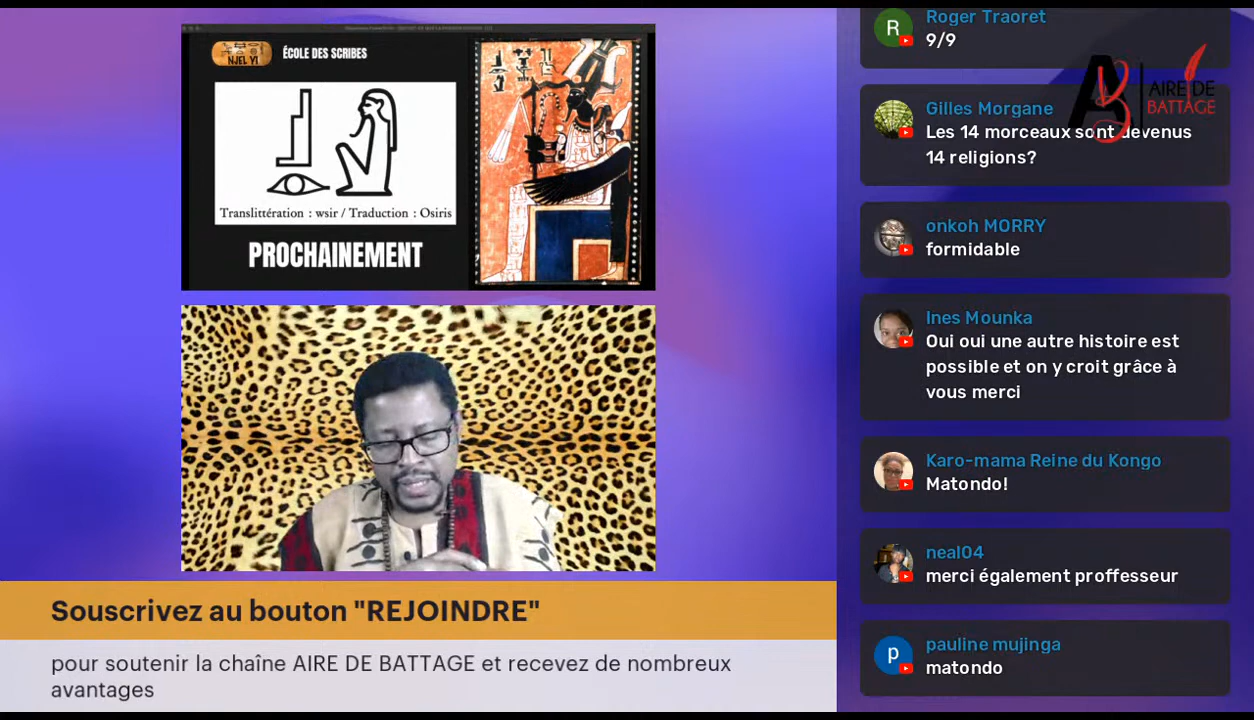 NJEL YI
ÉCOLE DES SCRIBES
Translittération : wsir / Traduction : Osiris
PROCHAINEMENT
Souscrivez au bouton "REJOINDRE"
pour soutenir la chaîne AIRE DE BATTAGE et recevez de nombreux
avantages
Roger Traoret
9/9
AB
AIRE DE
BATTAGE
Gilles Morgane
Les 14 morceaux sont devenus
14 religions?
onkoh MORRY
formidable
Ines Mounka
Oui oui une autre histoire est
possible et on y croit grâce à
vous merci
Karo-mama Reine du Kongo
Matondo!
neal04
merci également proffesseur
pauline mujinga
matondo